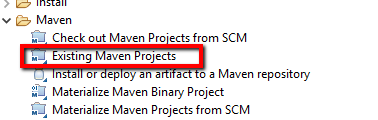 Install
Maven
Check out Maven Projects from SCM
Existing Maven Projects
Install or deploy an artifact to a Maven repository
Materialize Maven Binary Project
Materialize Maven Projects from SCM